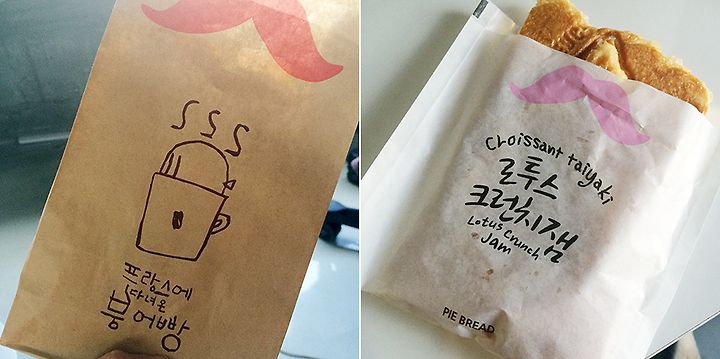 프랑스에
다녀온
붕어빵
Croissant taiyaki
로투스
크런치잼
Lotus Crunch
Jam
PIE BREAD